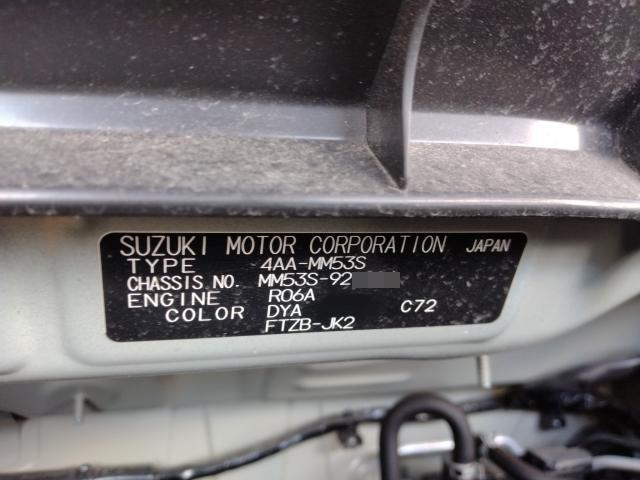 SUZUKI MOTOR CORPORATION JAPAN
TYPE 4AA-MM53S
CHASSIS NO. MM53S-92
ENGINE R06A
COLOR DYA C72
FTZB-JK2